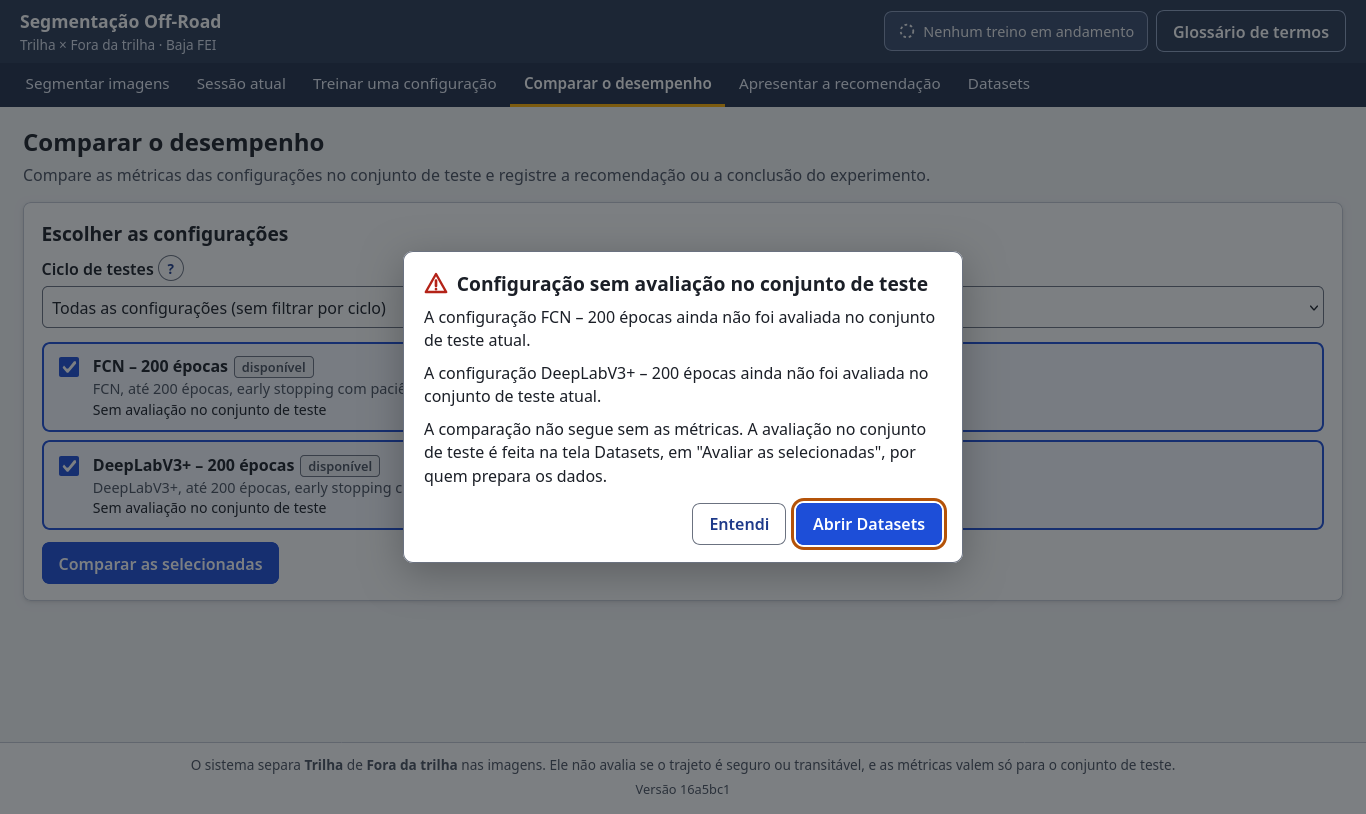 Segmentação Off-Road
Trilha × Fora da trilha · Baja FEI
Nenhum treino em andamento
Glossário de termos
Segmentar imagens
Sessão atual
Treinar uma configuração
Comparar o desempenho
Apresentar a recomendação
Datasets
Comparar o desempenho
Compare as métricas das configurações no conjunto de teste e registre a recomendação ou a conclusão do experimento.
Escolher as configurações
Ciclo de testes ?
Todas as configurações (sem filtrar por ciclo)
FCN – 200 épocas disponível
FCN, até 200 épocas, early stopping com
Sem avaliação no conjunto de teste
DeepLabV3+ – 200 épocas disponível
DeepLabV3+, até 200 épocas, early stopping
Sem avaliação no conjunto de teste
Comparar as selecionadas
Configuração sem avaliação no conjunto de teste
A configuração FCN – 200 épocas ainda não foi avaliada no conjunto
de teste atual.
A configuração DeepLabV3+ – 200 épocas ainda não foi avaliada no
conjunto de teste atual.
A comparação não segue sem as métricas. A avaliação no conjunto
de teste é feita na tela Datasets, em "Avaliar as selecionadas", por
quem prepara os dados.
Entendi
Abrir Datasets
O sistema separa Trilha de Fora da trilha nas imagens. Ele não avalia se o trajeto é seguro ou transitável, e as métricas valem só para o conjunto de teste.
Versão 16a5bc1